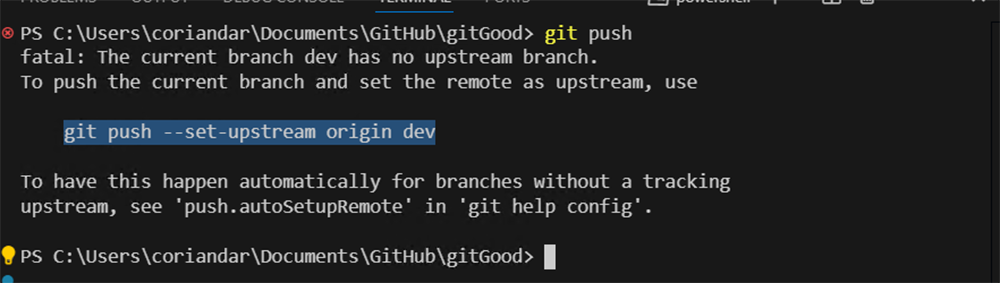 PROBLEMS OUTPUT DEBUG CONSOLE TERMINAL PORTS powershell
PS C:\Users\coriandar\Documents\GitHub\gitGood> git push
fatal: The current branch dev has no upstream branch.
To push the current branch and set the remote as upstream, use
git push --set-upstream origin dev
To have this happen automatically for branches without a tracking
upstream, see 'push.autoSetupRemote' in 'git help config'.
PS C:\Users\coriandar\Documents\GitHub\gitGood>